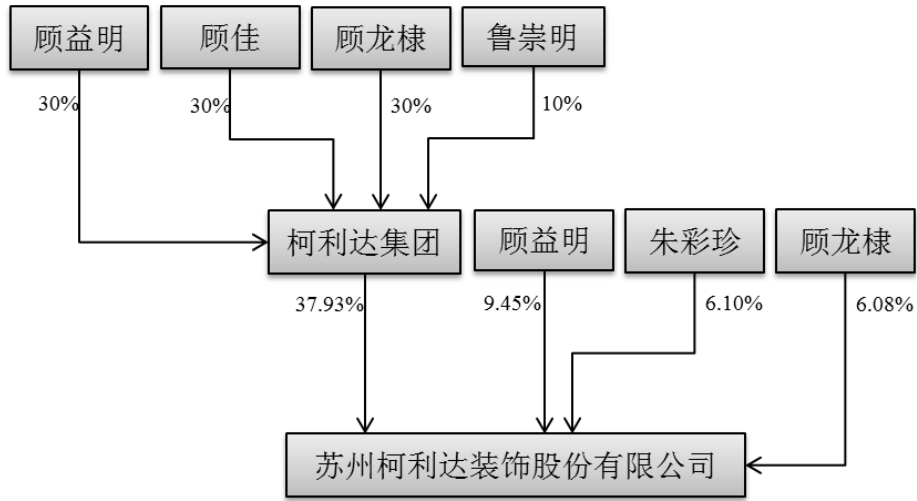 顾益明
顾佳
顾龙棣
鲁崇明
30%
30%
30%
10%
柯利达集团
顾益明
朱彩珍
顾龙棣
37.93%
9.45%
6.10%
6.08%
苏州柯利达装饰股份有限公司